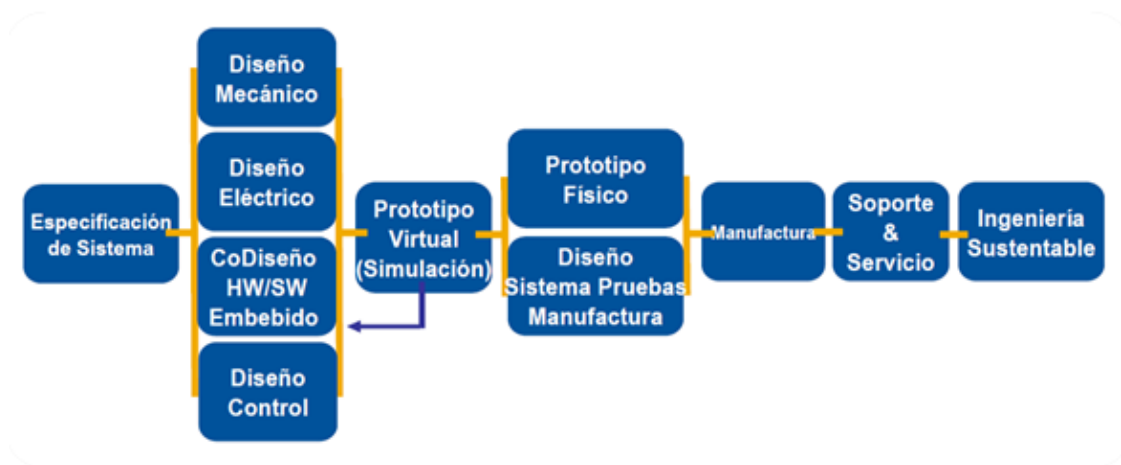 Especificación
de Sistema
Diseño
Mecánico
Diseño
Eléctrico
CoDiseño
HW/SW
Embebido
Diseño
Control
Prototipo
Virtual
(Simulación)
Prototipo
Físico
Diseño
Sistema Pruebas
Manufactura
Manufactura
Soporte
&
Servicio
Ingeniería
Sustentable